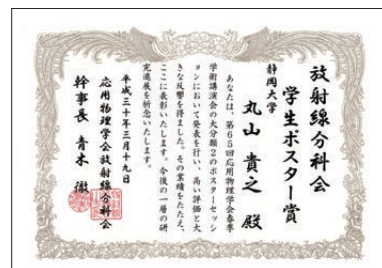 放射線分科会
学生ポスター賞
静岡大学
丸山貴之 殿
あなたは、第65回応用物理学会春季
学術講演会の大分類2のポスターセッシ
ョンにおいて発表を行い、高い評価と大
きな反響を得ました。その業績をたたえ、
ここに表彰いたします。今後の一層の研
究進展を祈念いたします。
平成三十年三月十九日
応用物理学会放射線分科会
幹事長 青木 徹